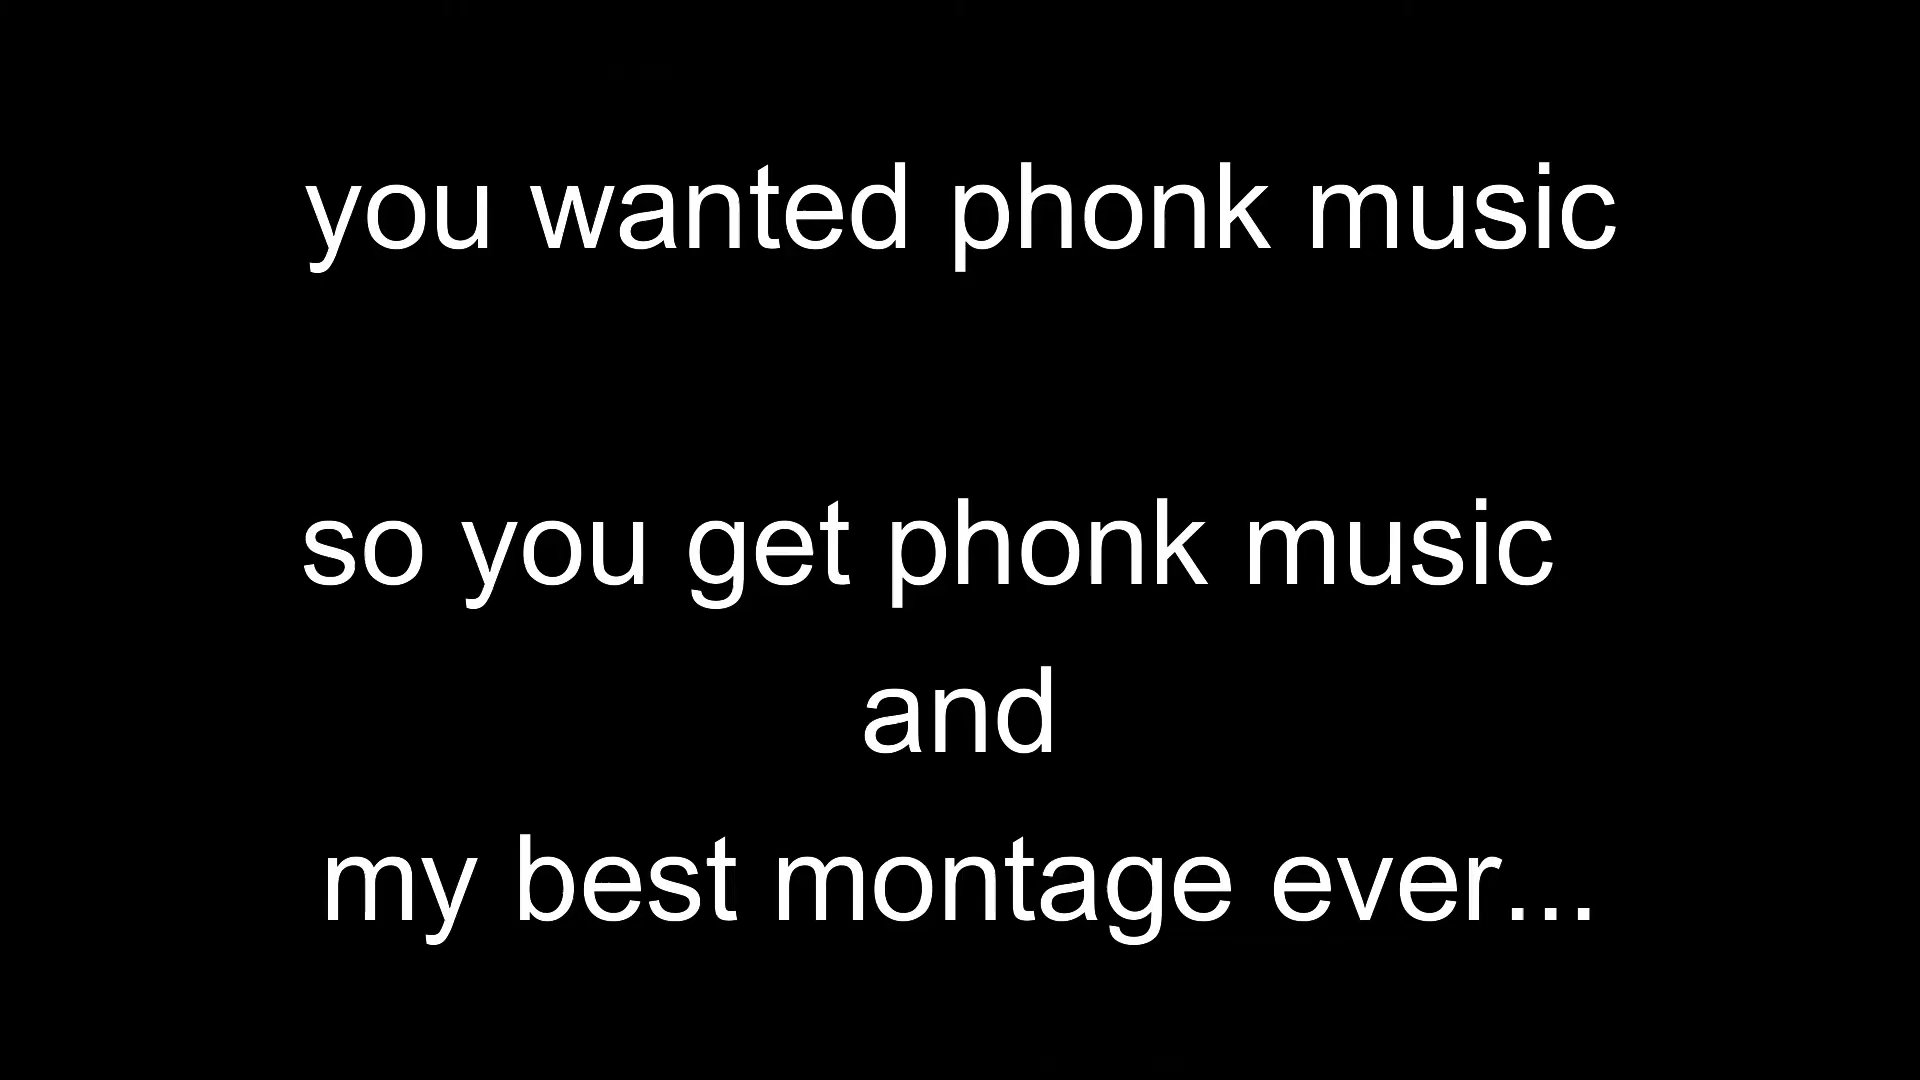 you wanted phonk music
so you get phonk music
and
my best montage ever...